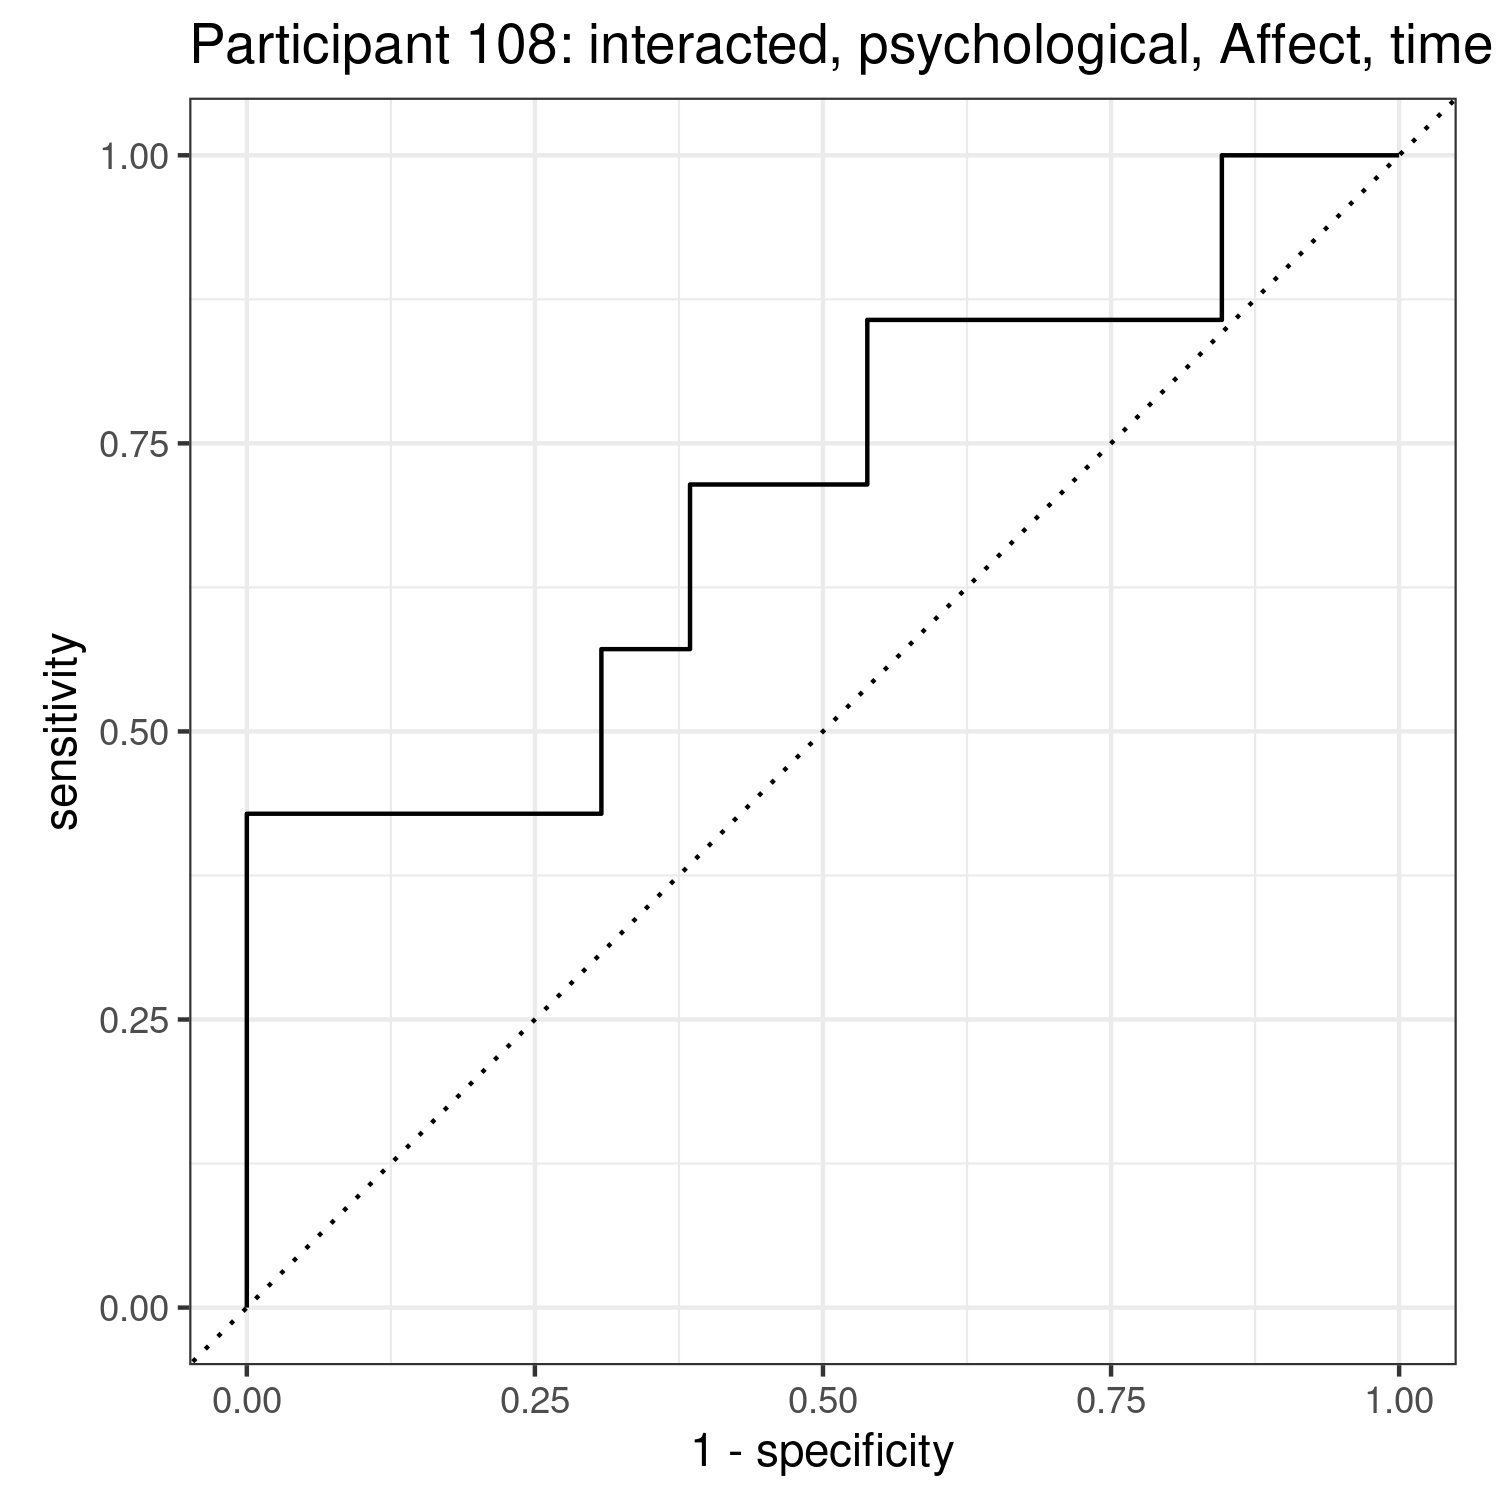 Participant 108: interacted, psychological, Affect, time
1.00
0.75
0.50
0.25
0.00
sensitivity
0.00 0.25 0.50 0.75 1.00
1 - specificity